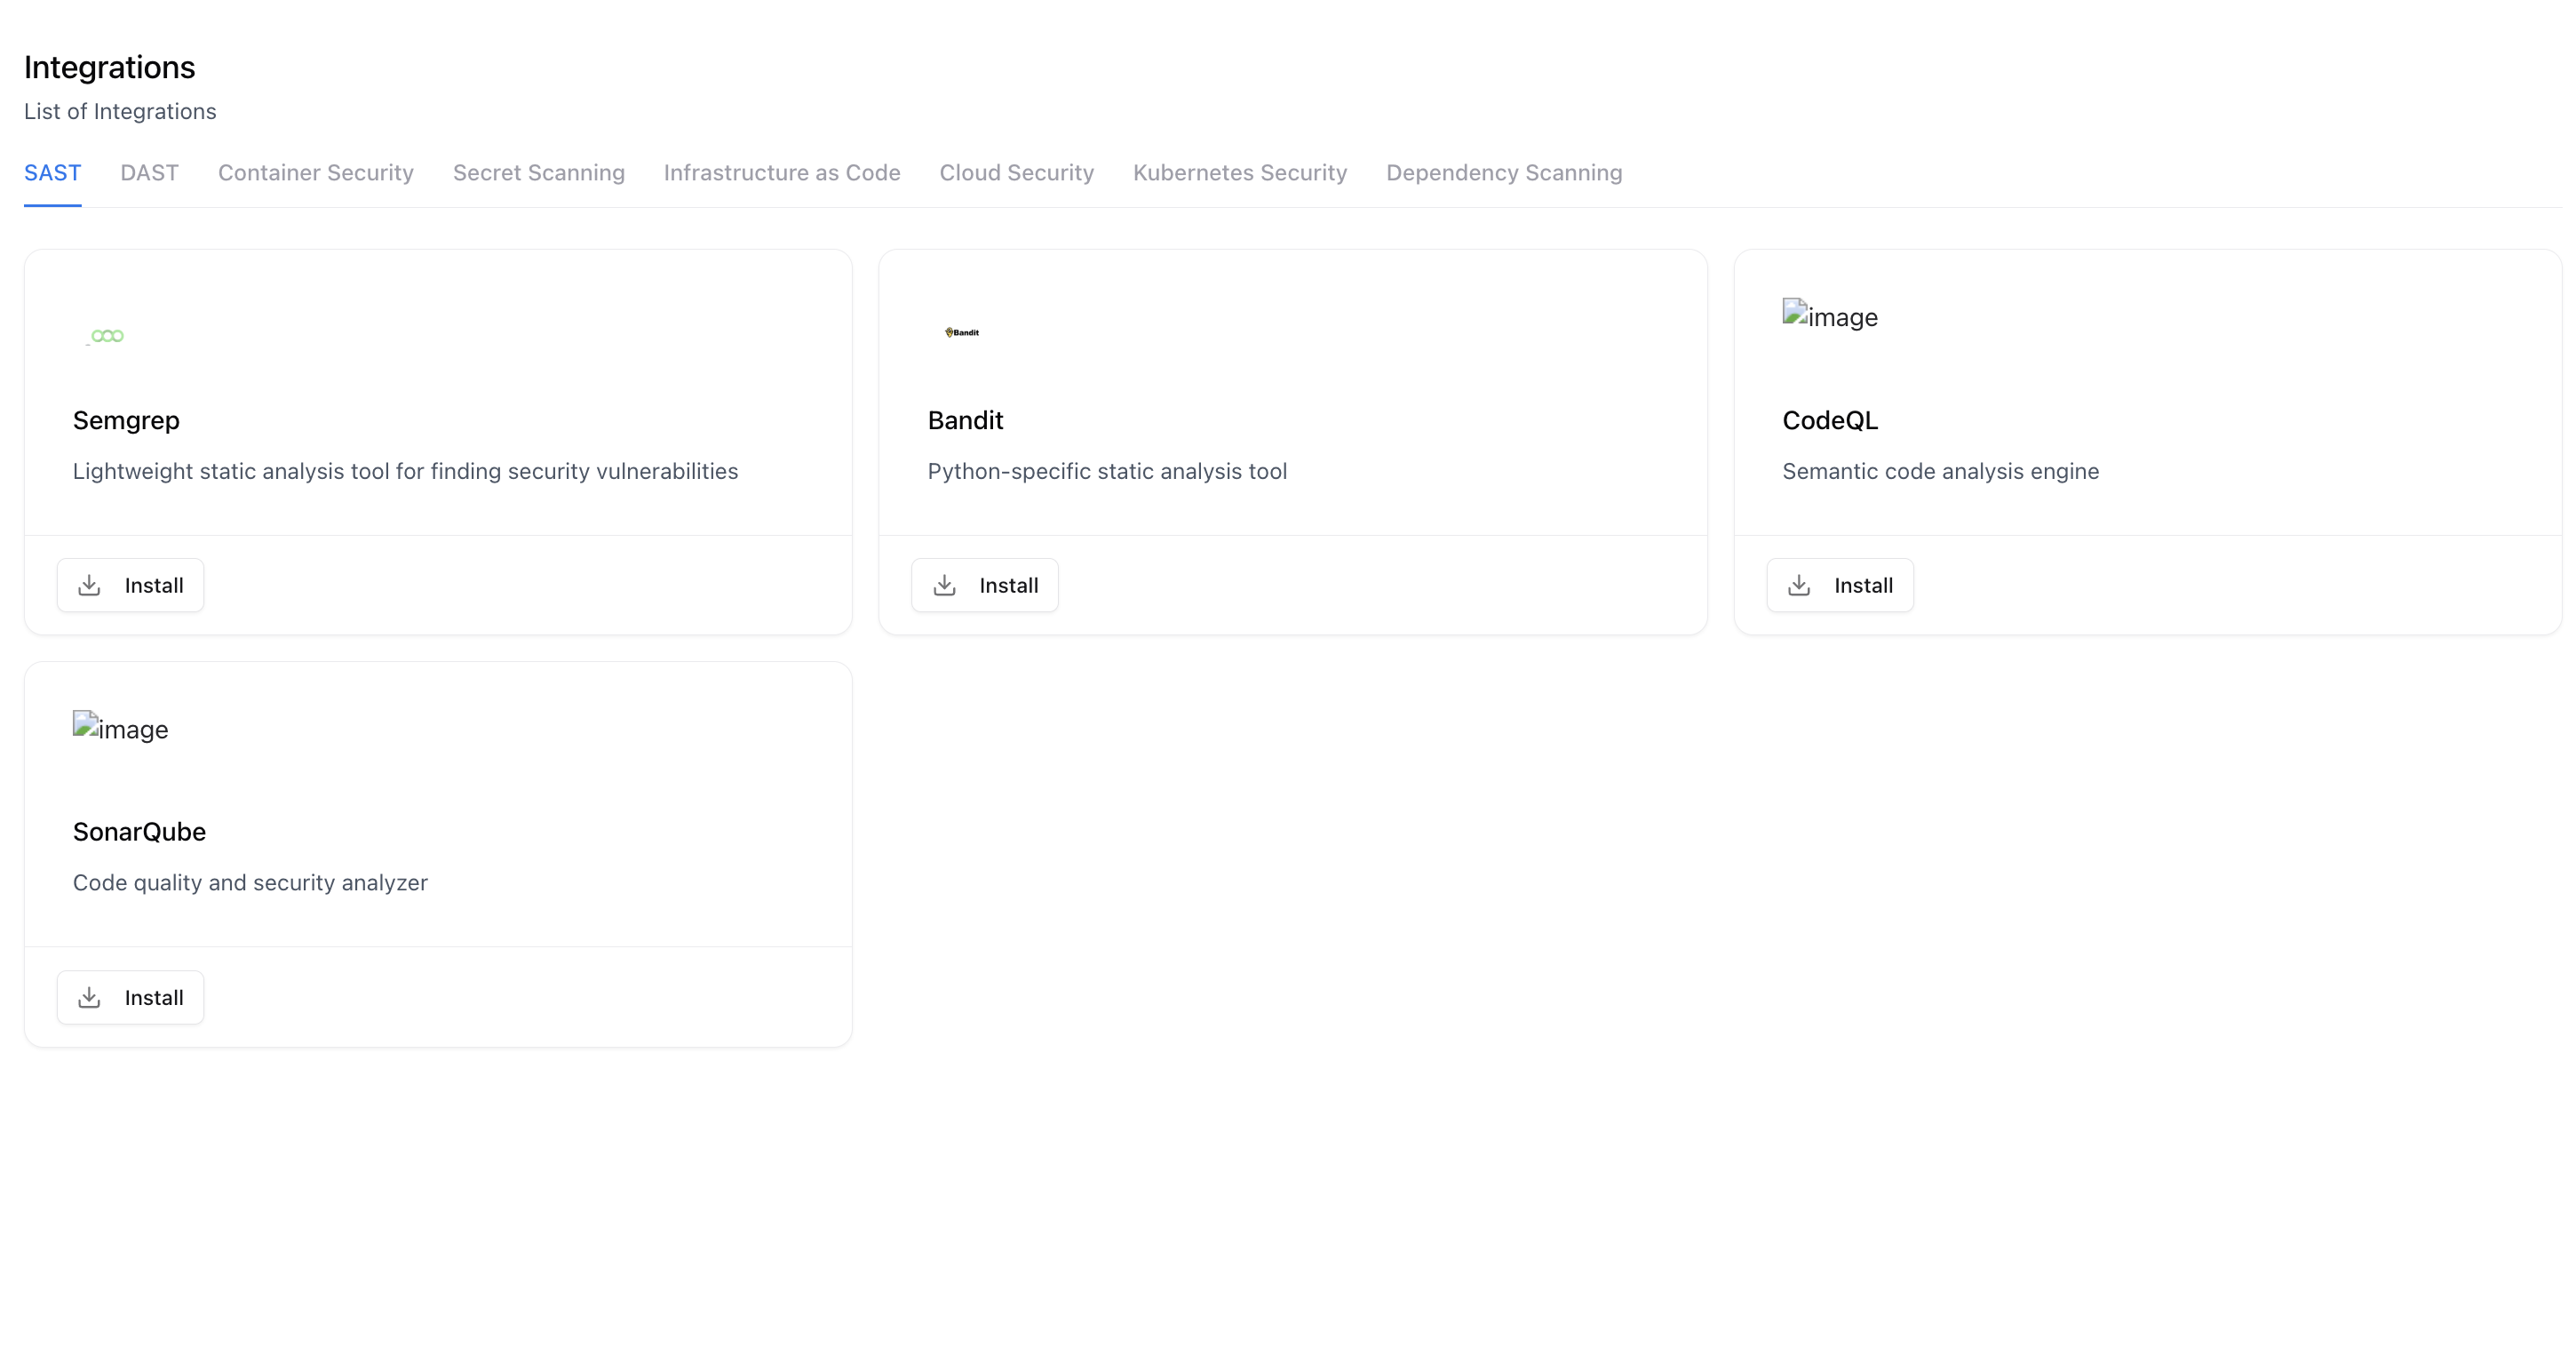 Integrations
List of Integrations
SAST DAST Container Security Secret Scanning Infrastructure as Code Cloud Security Kubernetes Security Dependency Scanning
Bandit
image
Semgrep
Bandit
CodeQL
Lightweight static analysis tool for finding security vulnerabilities
Python-specific static analysis tool
Semantic code analysis engine
Install
Install
Install
image
SonarQube
Code quality and security analyzer
Install